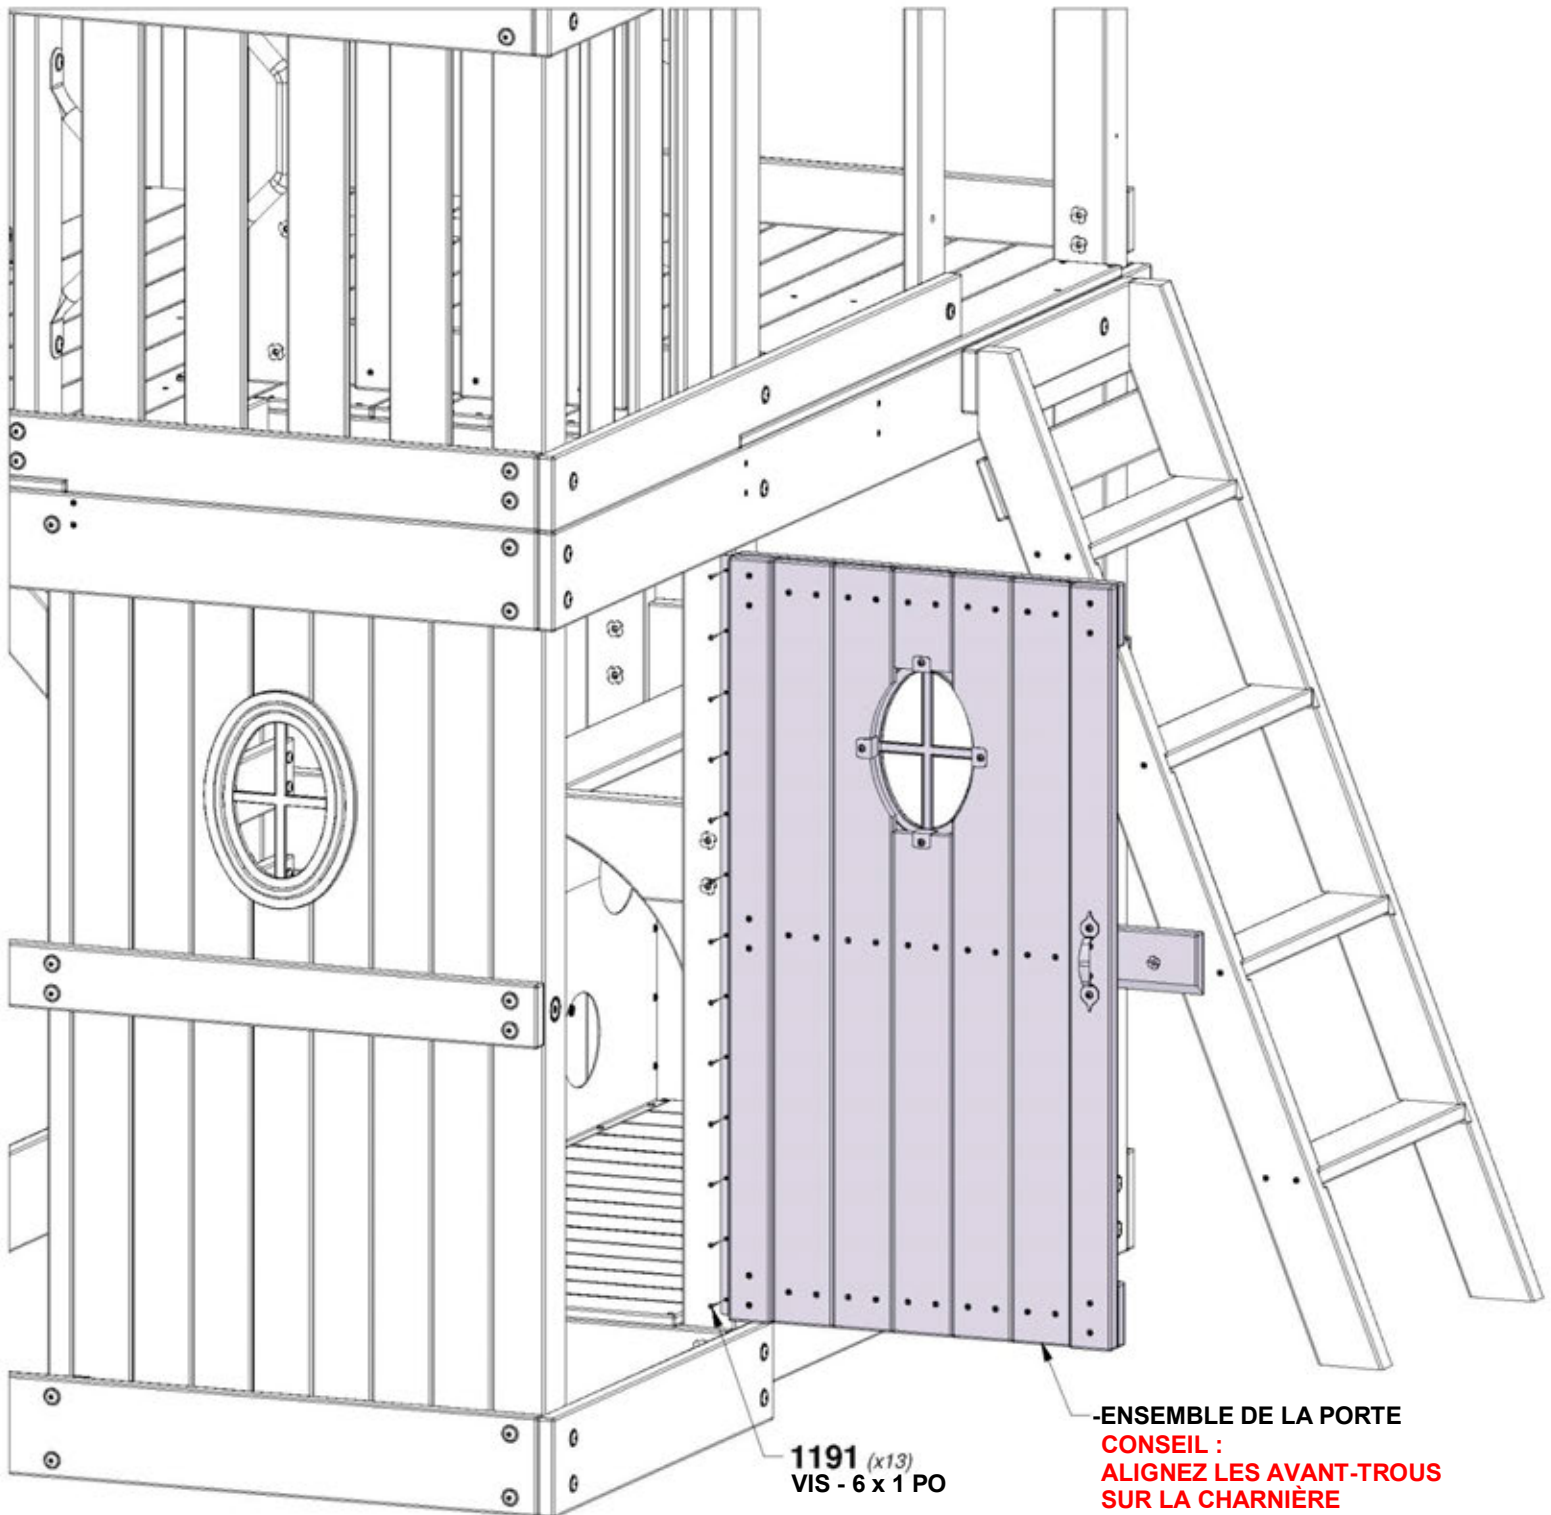 1191 (x13)
VIS - 6 x 1 PO
-ENSEMBLE DE LA PORTE
CONSEIL :
ALIGNEZ LES AVANT-TROUS
SUR LA CHARNIÈRE